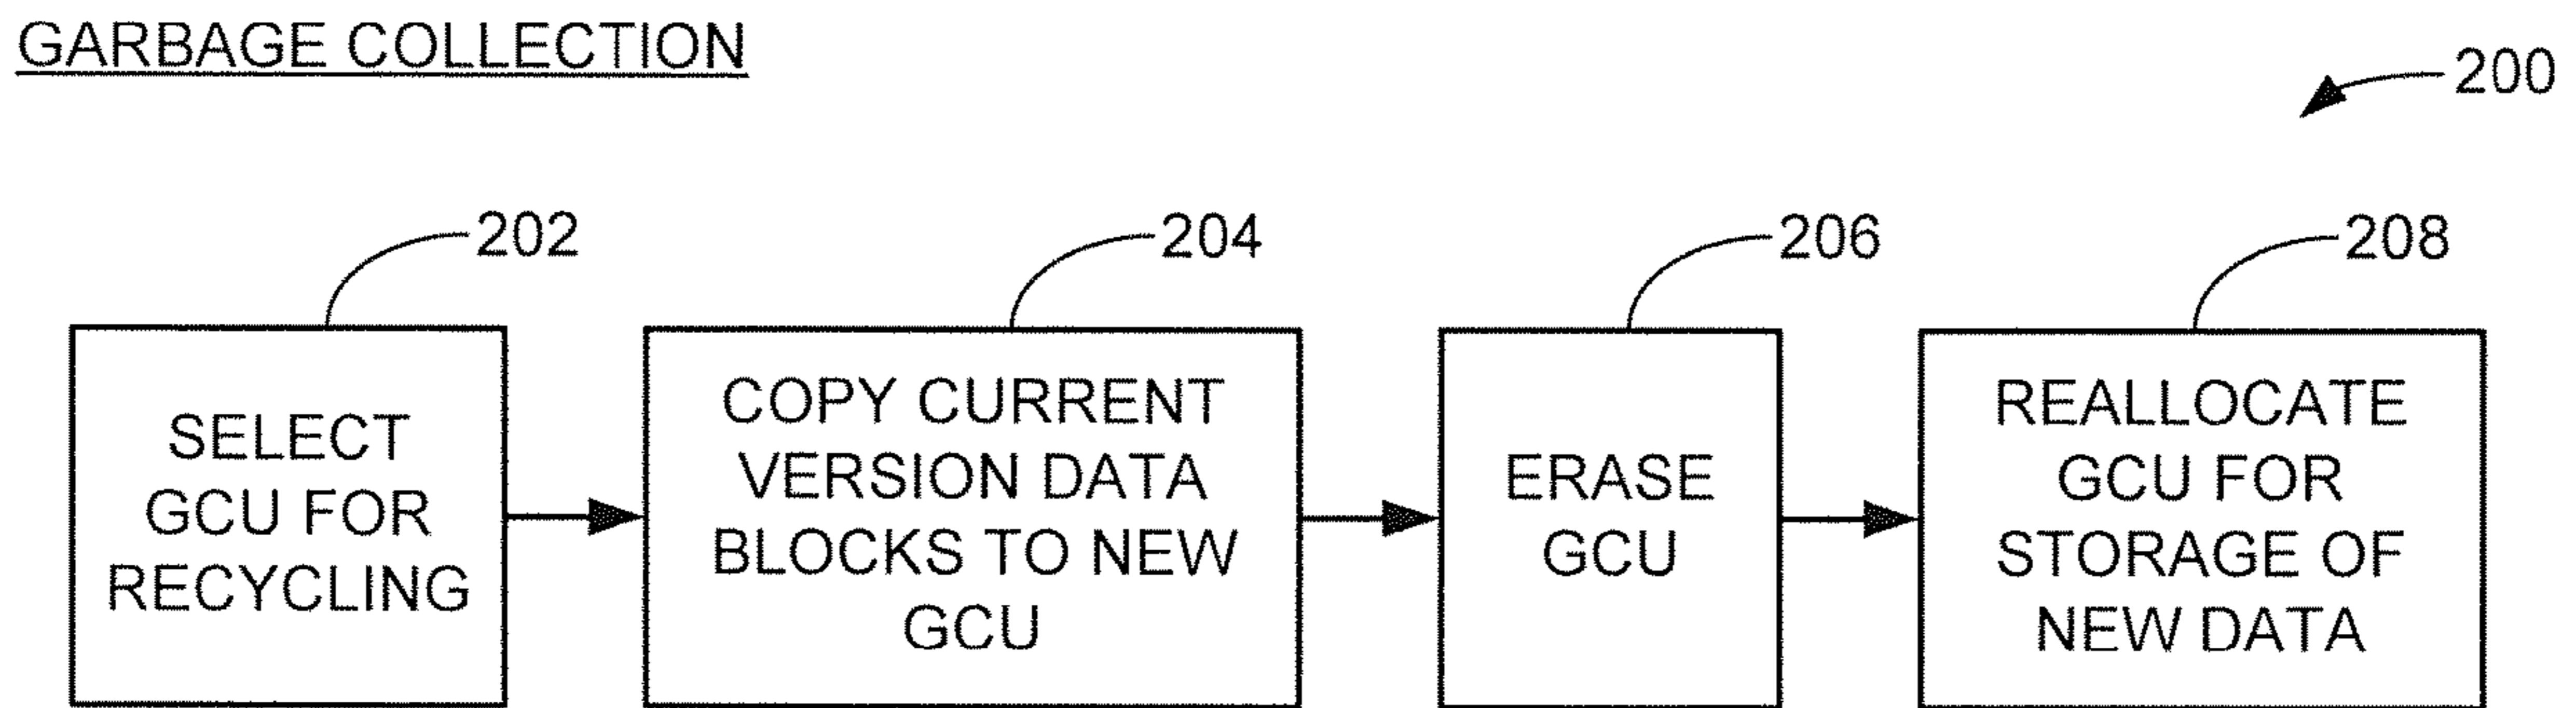 GARBAGE COLLECTION
200
202
204
206
208
SELECT
GCU FOR
RECYCLING
COPY CURRENT
VERSION DATA
BLOCKS TO NEW
GCU
ERASE
GCU
REALLOCATE
GCU FOR
STORAGE OF
NEW DATA